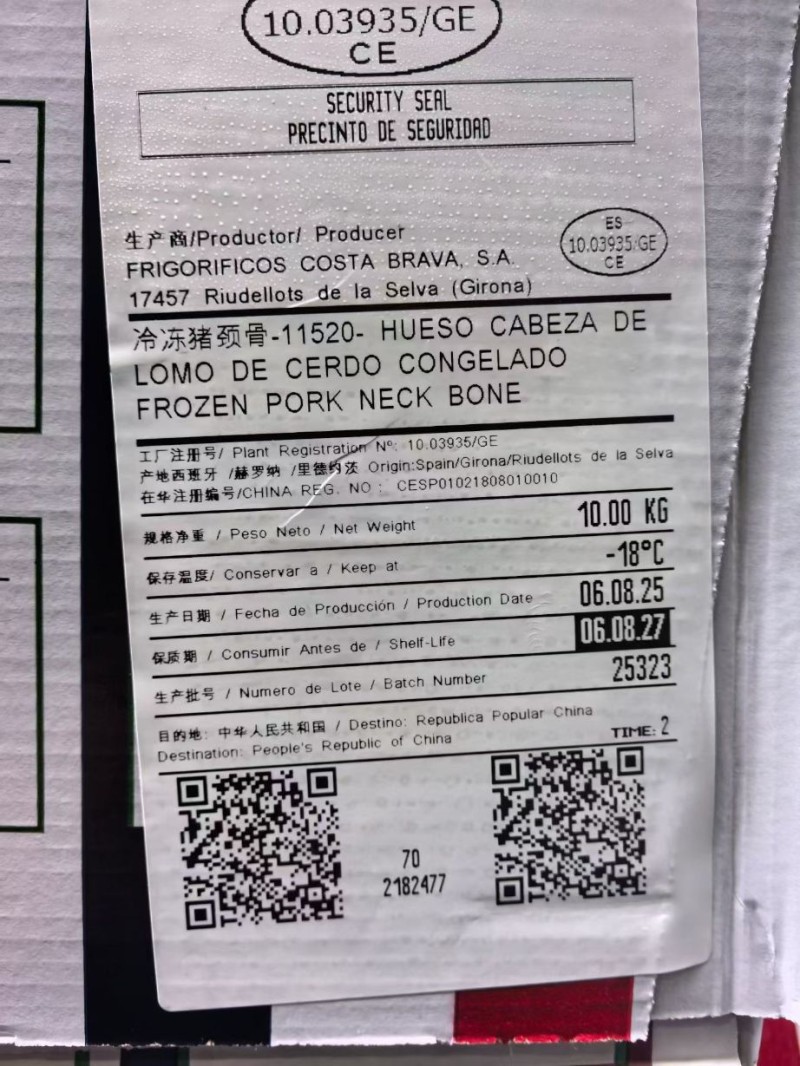 10.03935/GE
CE
SECURITY SEAL
PRECINTO DE SEGURIDAD
生产商/Productor/ Producer
FRIGORIFICOS COSTA BRAVA, S.A.
17457 Riudellots de la Selva (Girona)
ES
10.03935/GE
CE
冷冻猪颈骨-11520- HUESO CABEZA DE
LOMO DE CERDO CONGELADO
FROZEN PORK NECK BONE
工厂注册号/ Plant Registration Nº: 10.03935/GE
产地西班牙 /赫罗纳 /里德约茨 Origin:Spain/Girona/Riudellots de la Selva
在华注册编号/CHINA REG. NO : CESP01021808010010
规格净重 / Peso Neto / Net Weight 10.00 KG
保存温度/ Conservar a / Keep at -18°C
生产日期 / Fecha de Producción / Production Date 06.08.25
保质期 / Consumir Antes de / Shelf-Life 06.08.27
生产批号 / Numero de Lote / Batch Number 25323
目的地: 中华人民共和国 / Destino: Republica Popular China
Destination: People's Republic of China
TIME: 2
70
2182477